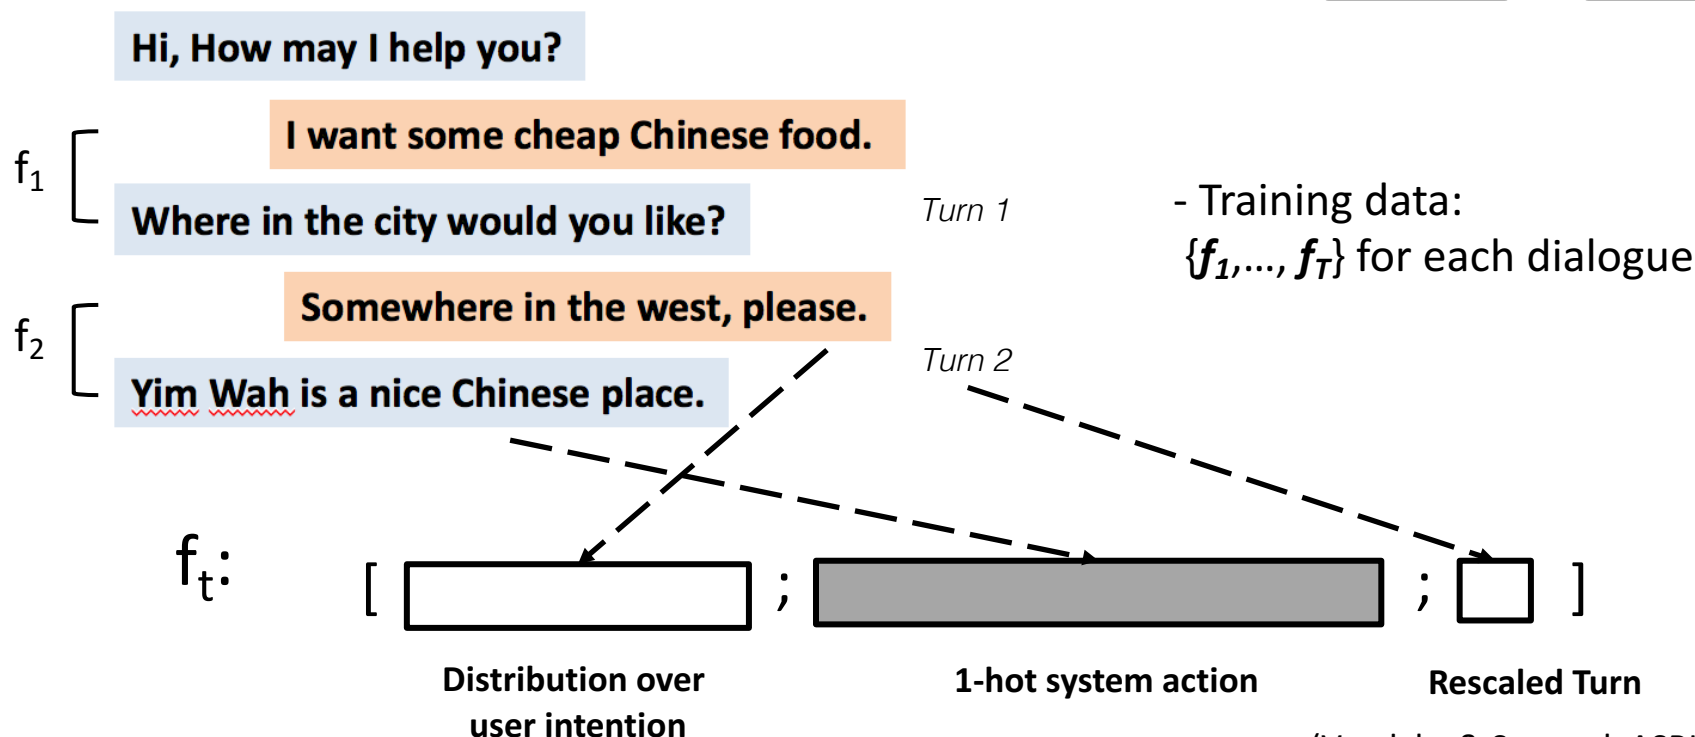 Hi, How may I help you?
I want some cheap Chinese food.
f1
Where in the city would you like?
Turn 1
- Training data:
{f1,..., fT} for each dialogue
Somewhere in the west, please.
f2
Turn 2
Yim Wah is a nice Chinese place.
ft:
[ ; ; ]
Distribution over
user intention
1-hot system action
Rescaled Turn